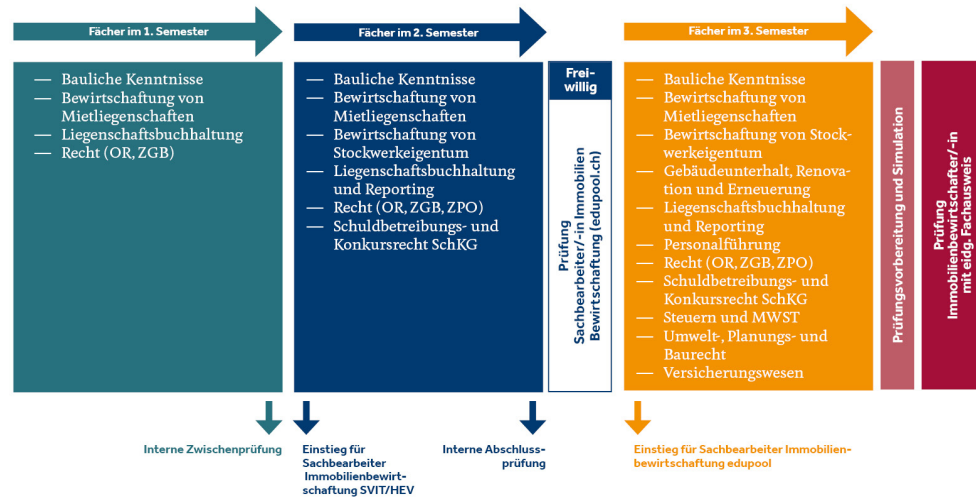 Fächer im 1. Semester
— Bauliche Kenntnisse
— Bewirtschaftung von
Mietliegenschaften
— Liegenschaftsbuchhaltung
— Recht (OR, ZGB)
Interne Zwischenprüfung
Fächer im 2. Semester
— Bauliche Kenntnisse
— Bewirtschaftung von
Mietliegenschaften
— Bewirtschaftung von
Stockwerkeigentum
— Liegenschaftsbuchhaltung
und Reporting
— Recht (OR, ZGB, ZPO)
— Schuldbetreibungs- und
Konkursrecht SchKG
Einstieg für
Sachbearbeiter
Immobilienbewirt-
schaftung SVIT/HEV
Interne Abschluss-
prüfung
Frei-
willig
Prüfung
Sachbearbeiter/-in Immobilien
Bewirtschaftung (edupool.ch)
Fächer im 3. Semester
— Bauliche Kenntnisse
— Bewirtschaftung von
Mietliegenschaften
— Bewirtschaftung von Stock-
werkeigentum
— Gebäudeunterhalt, Renova-
tion und Erneuerung
— Liegenschaftsbuchhaltung
und Reporting
— Personalführung
— Recht (OR, ZGB, ZPO)
— Schuldbetreibungs- und
Konkursrecht SchKG
— Steuern und MWST
— Umwelt-, Planungs- und
Baurecht
— Versicherungswesen
Einstieg für Sachbearbeiter Immobilien-
bewirtschaftung edupool
Prüfungsvorbereitung und Simulation
Prüfung
Immobilienbewirtschafter/-in
mit eidg. Fachausweis